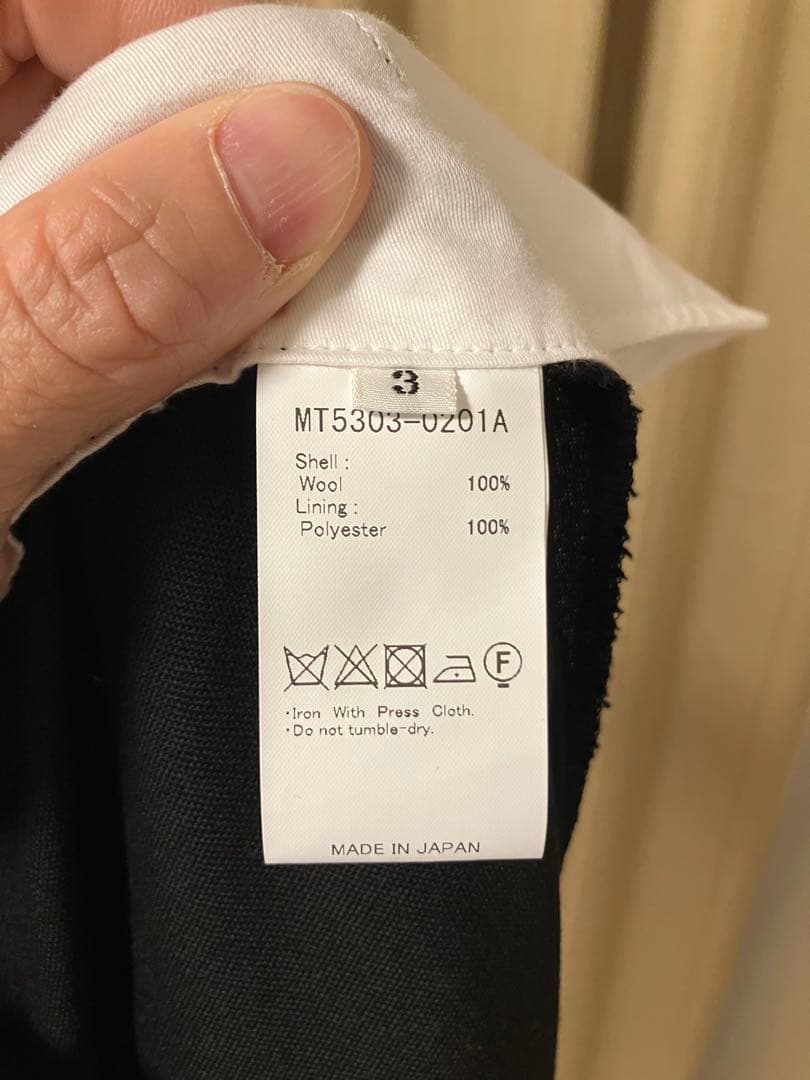 3
MT5303-0201A
Shell :
Wool 100%
Lining :
Polyester 100%
F
・Iron With Press Cloth.
・Do not tumble-dry.
MADE IN JAPAN